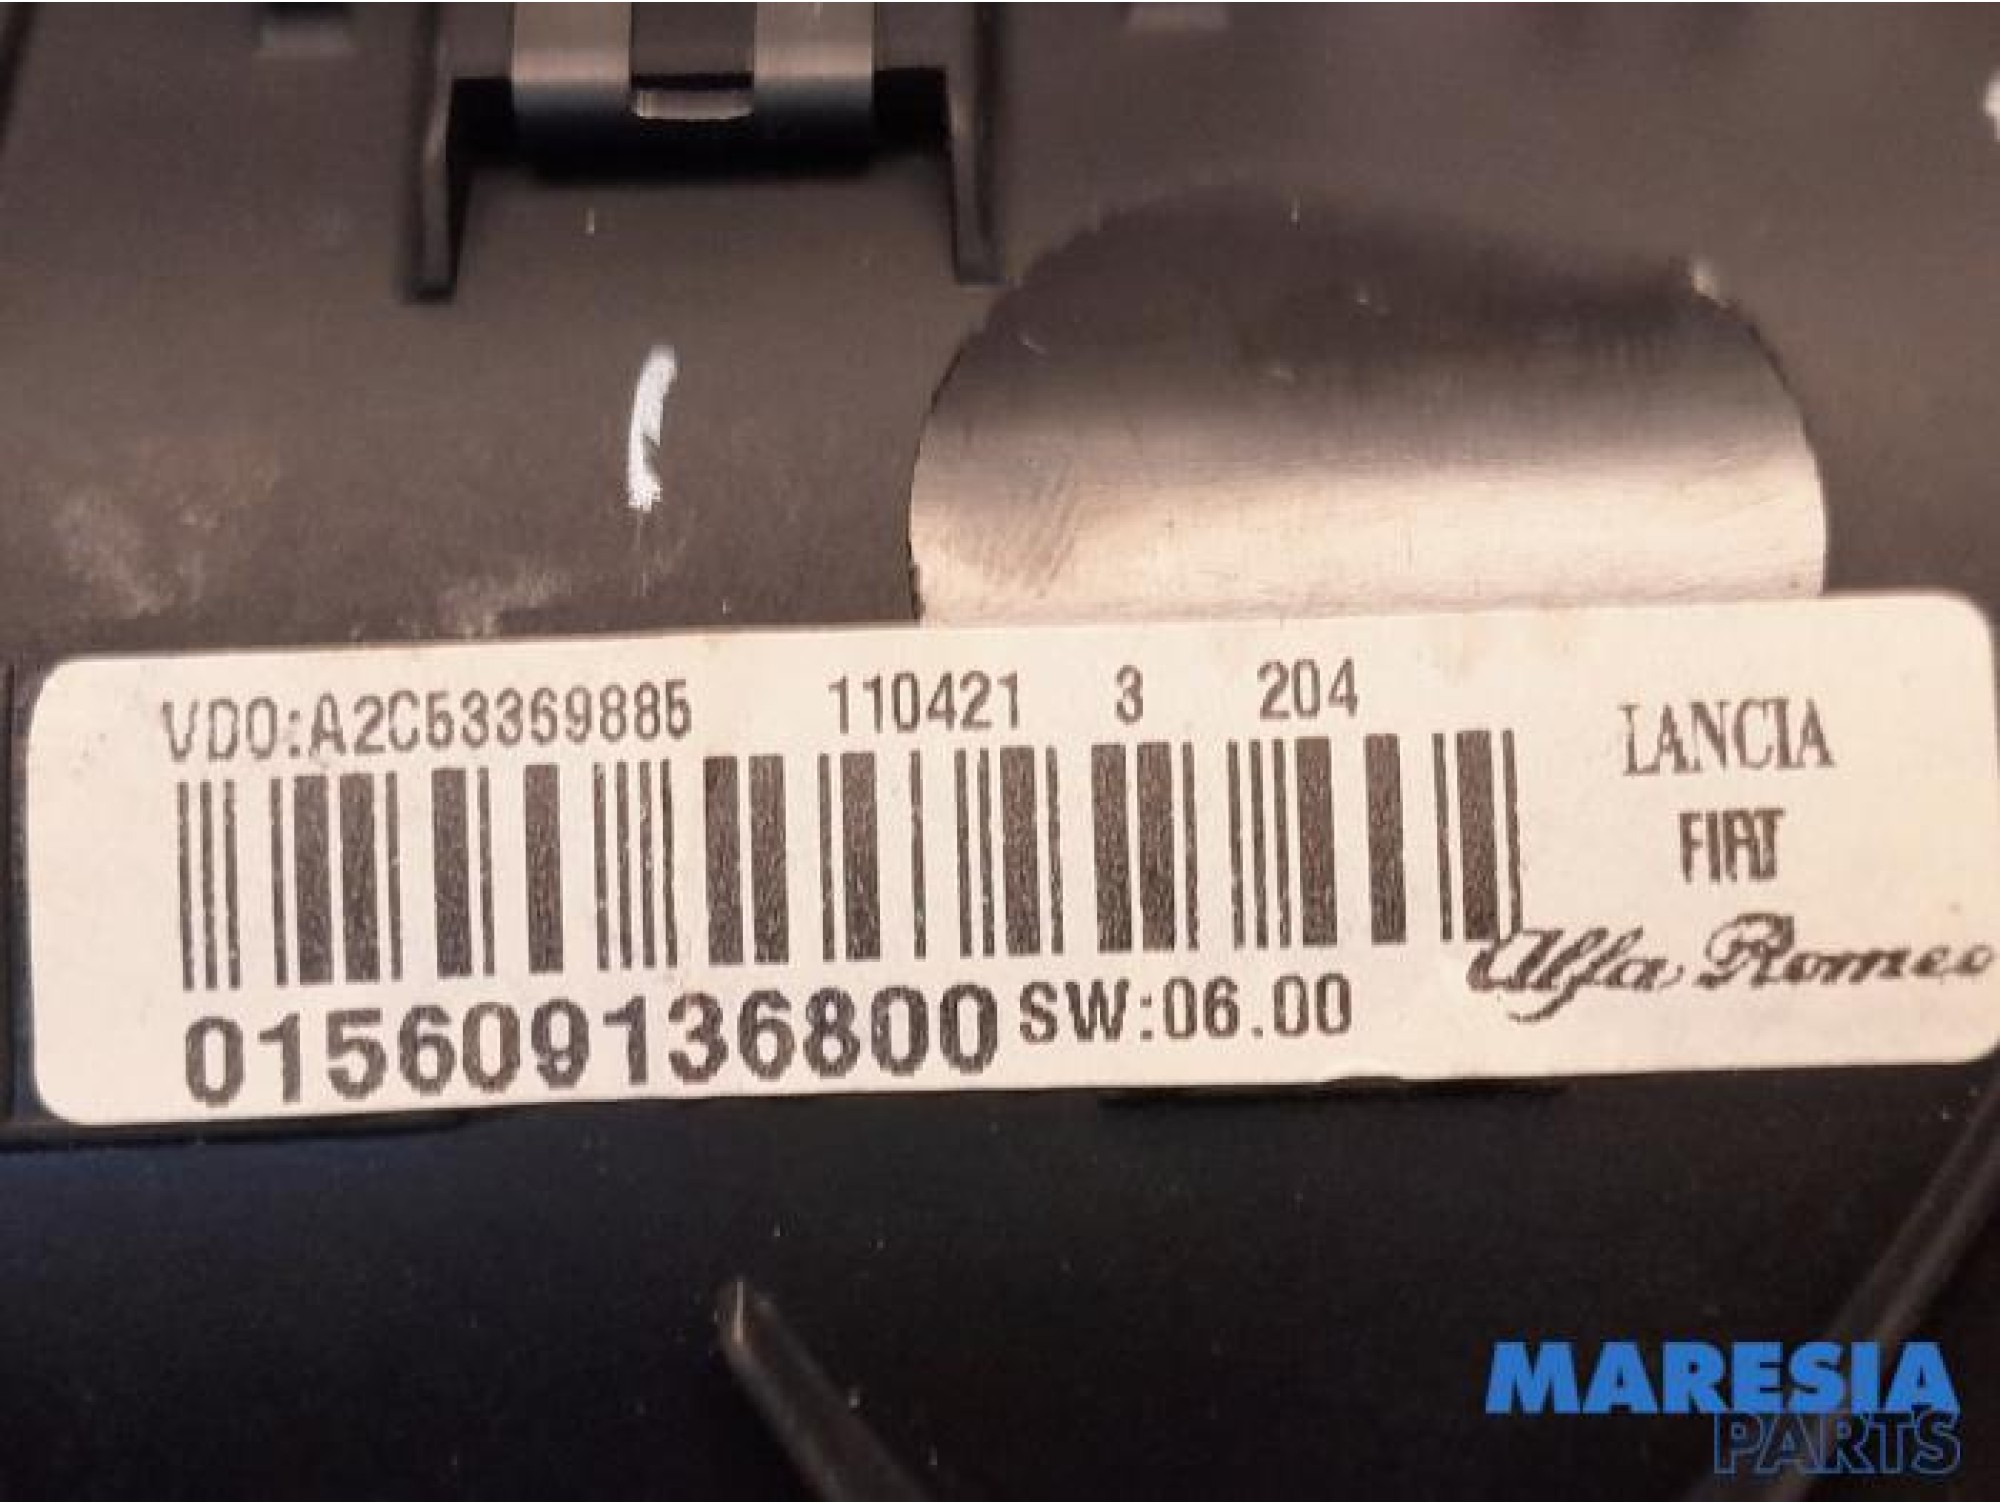 VDO:A2C53369885 110421 3 204
LANCIA
FIAT
Alfa Romeo
015609136800 SW:06.00
MARESIA
PARTS